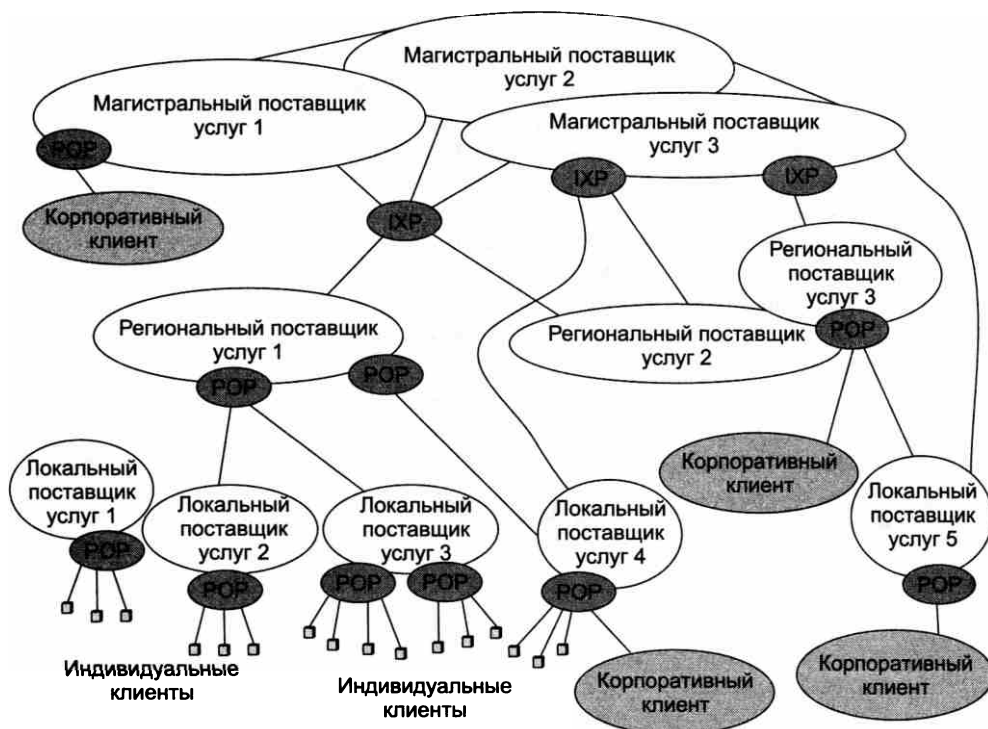 Магистральный поставщик
услуг 2
Магистральный поставщик
услуг 1
Магистральный поставщик
услуг 3
POP
IXP
IXP
Корпоративный
клиент
IXP
Региональный
поставщик
услуг 3
POP
Региональный поставщик
услуг 1
Региональный поставщик
услуг 2
POP
POP
Локальный
поставщик
услуг 1
POP
Локальный
поставщик
услуг 2
POP
Локальный
поставщик
услуг 3
POP
POP
Локальный
поставщик
услуг 4
POP
Корпоративный
клиент
Локальный
поставщик
услуг 5
POP
Индивидуальные
клиенты
Индивидуальные
клиенты
Корпоративный
клиент
Корпоративный
клиент